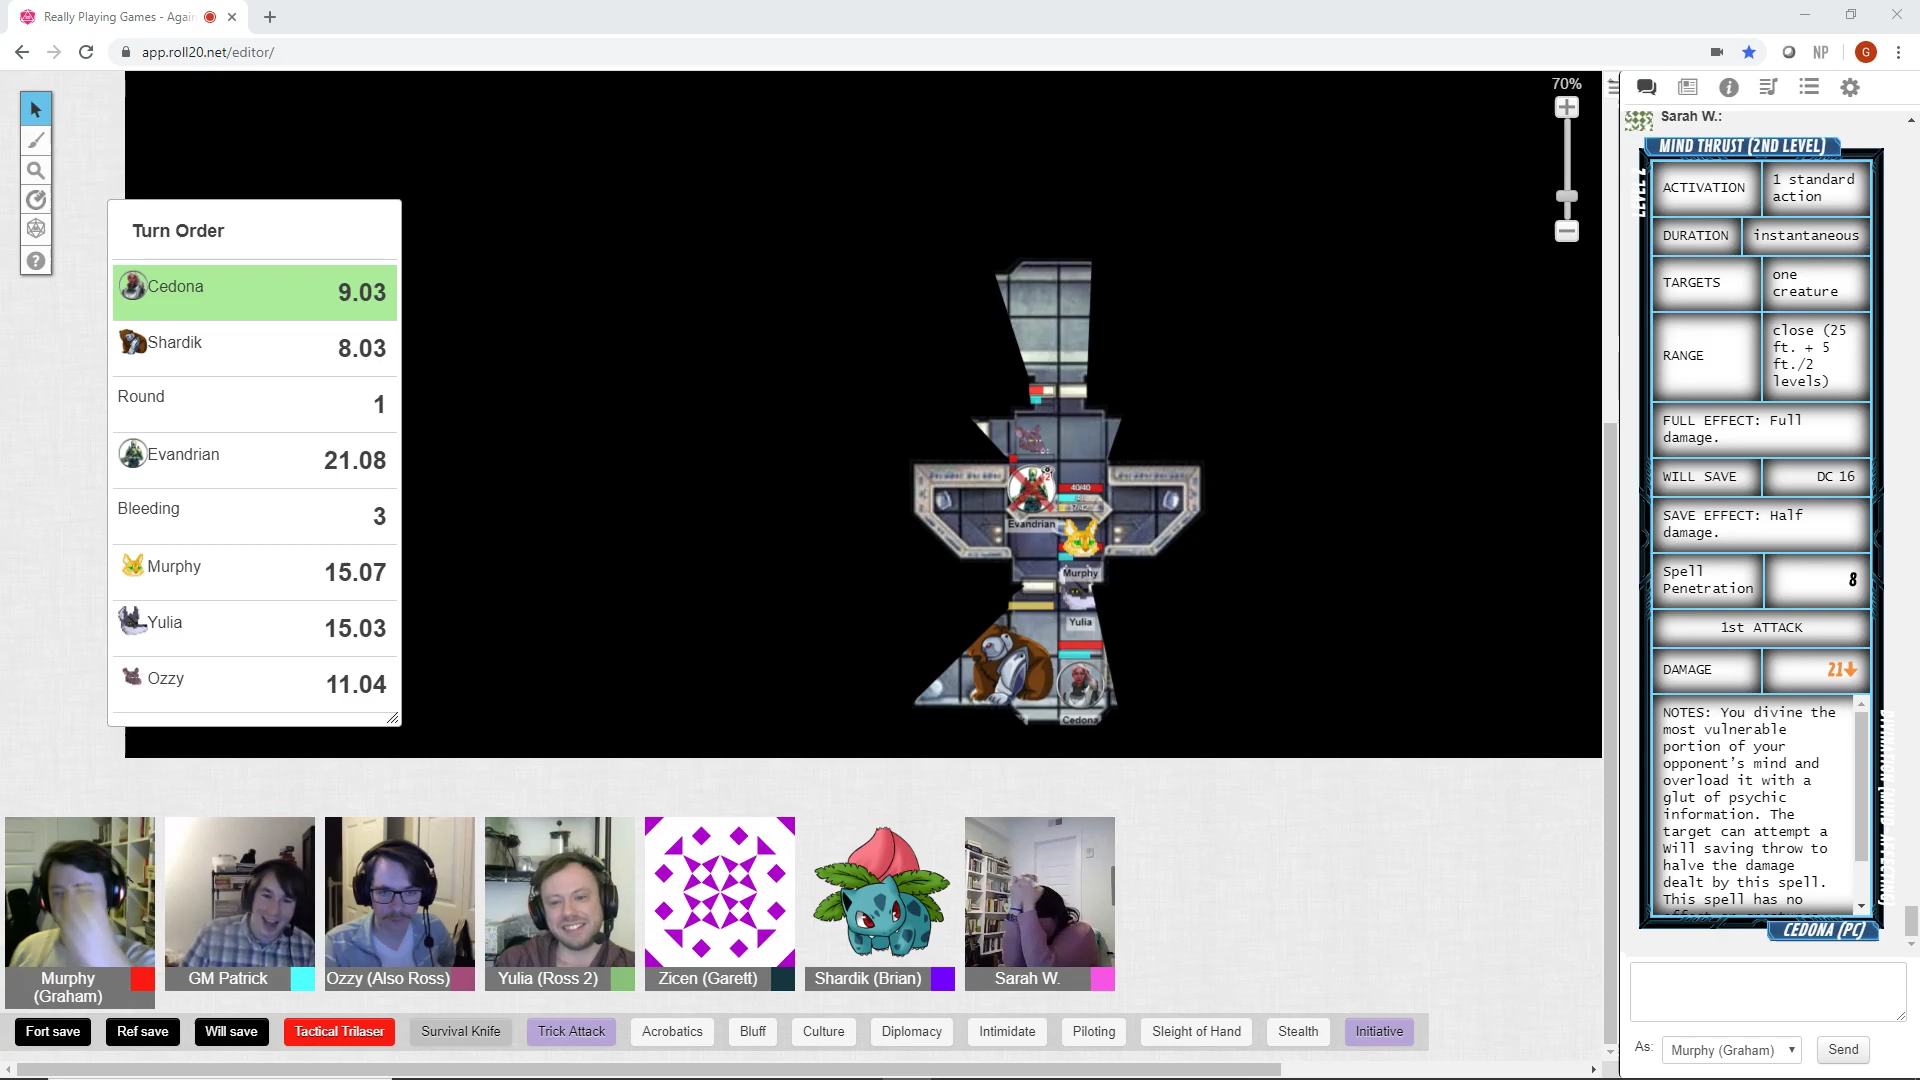 Really Playing Games - Again
app.roll20.net/editor/
NP
G
70%
Turn Order
Cedona
9.03
Shardik
8.03
Round
1
Evandrian
21.08
Bleeding
3
Murphy
15.07
Yulia
15.03
Ozzy
11.04
40/40
Evandrian
Murphy
Yulia
Cedona
Sarah W.:
MIND THRUST (2ND LEVEL)
LEVEL 2
ACTIVATION
1 standard
action
DURATION
instantaneous
TARGETS
one
creature
RANGE
close (25
ft. + 5
ft./2
levels)
FULL EFFECT: Full
damage.
WILL SAVE
DC 16
SAVE EFFECT: Half
damage.
Spell
Penetration
8
1st ATTACK
DAMAGE
21
NOTES: You divine the
most vulnerable
portion of your
opponent's mind and
overload it with a
glut of psychic
information. The
target can attempt a
Will saving throw to
halve the damage
dealt by this spell.
This spell has no
CEDONA (PC)
Murphy
(Graham)
GM Patrick
Ozzy (Also Ross)
Yulia (Ross 2)
Zicen (Garett)
Shardik (Brian)
Sarah W.
Fort save
Ref save
Will save
Tactical Trilaser
Survival Knife
Trick Attack
Acrobatics
Bluff
Culture
Diplomacy
Intimidate
Piloting
Sleight of Hand
Stealth
Initiative
As:
Murphy (Graham)
Send